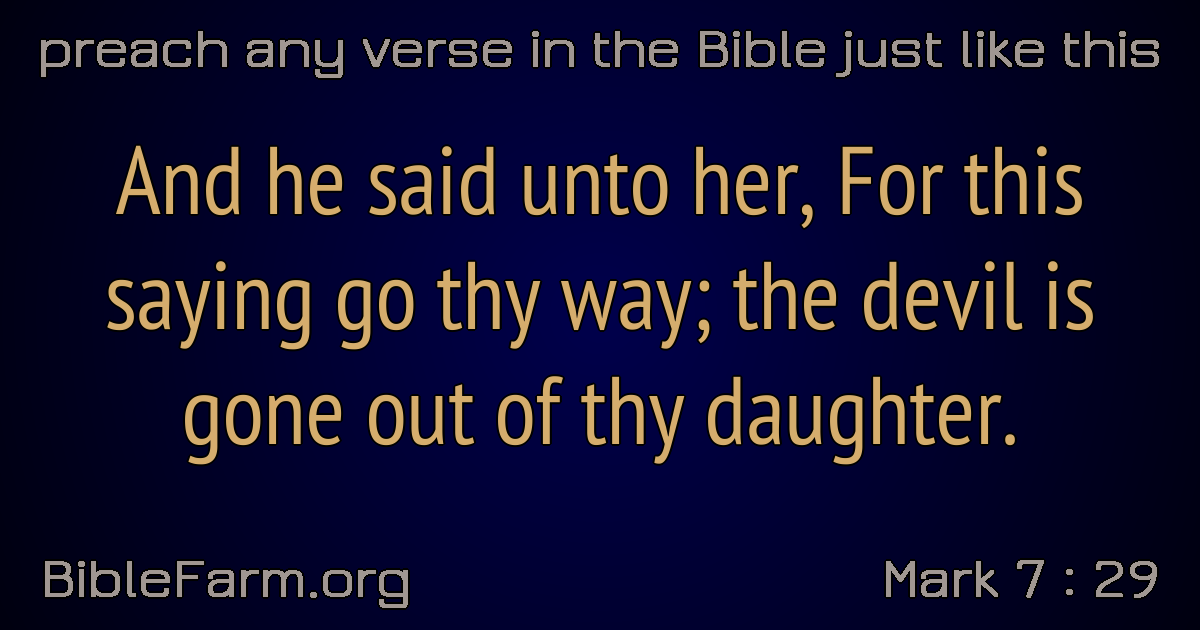 preach any verse in the Bible just like this
And he said unto her, For this
saying go thy way; the devil is
gone out of thy daughter.
BibleFarm.org
Mark 7 : 29